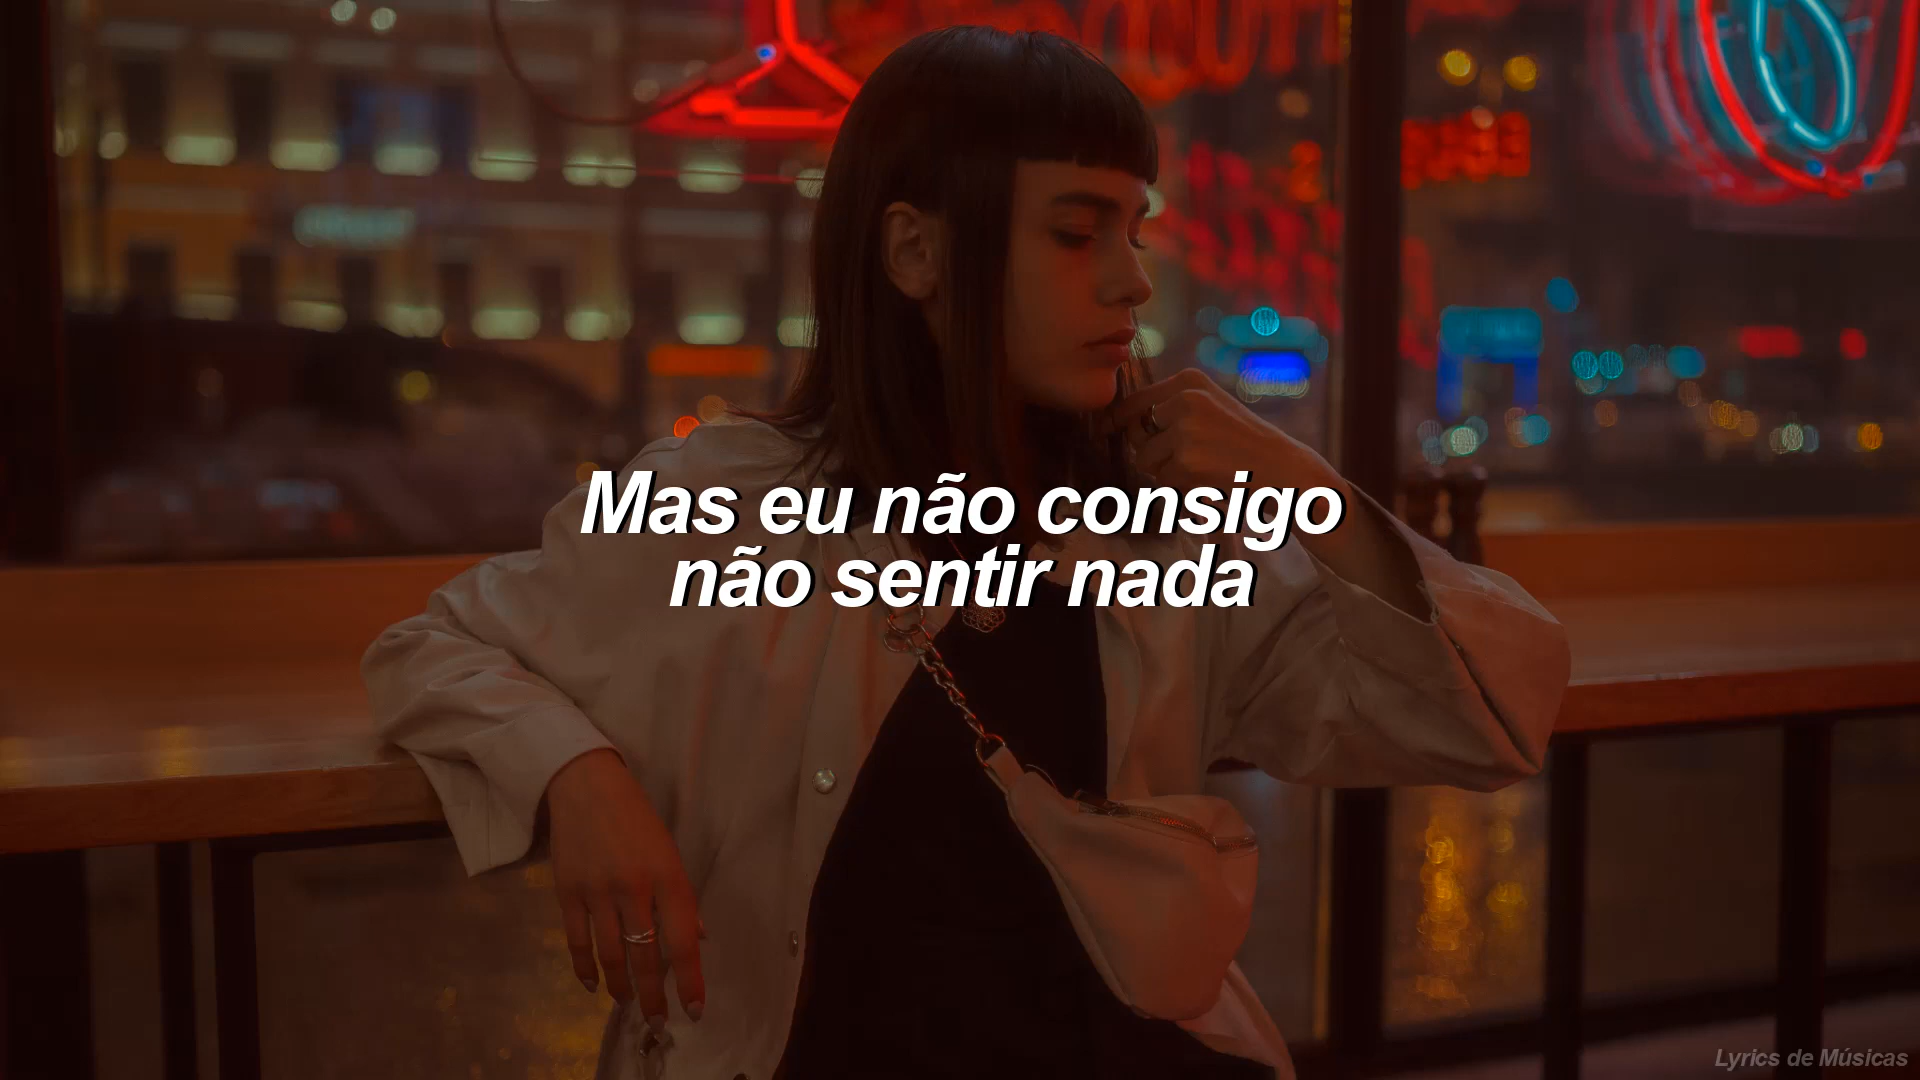 Mas eu não consigo
não sentir nada
Lyrics de Músicas